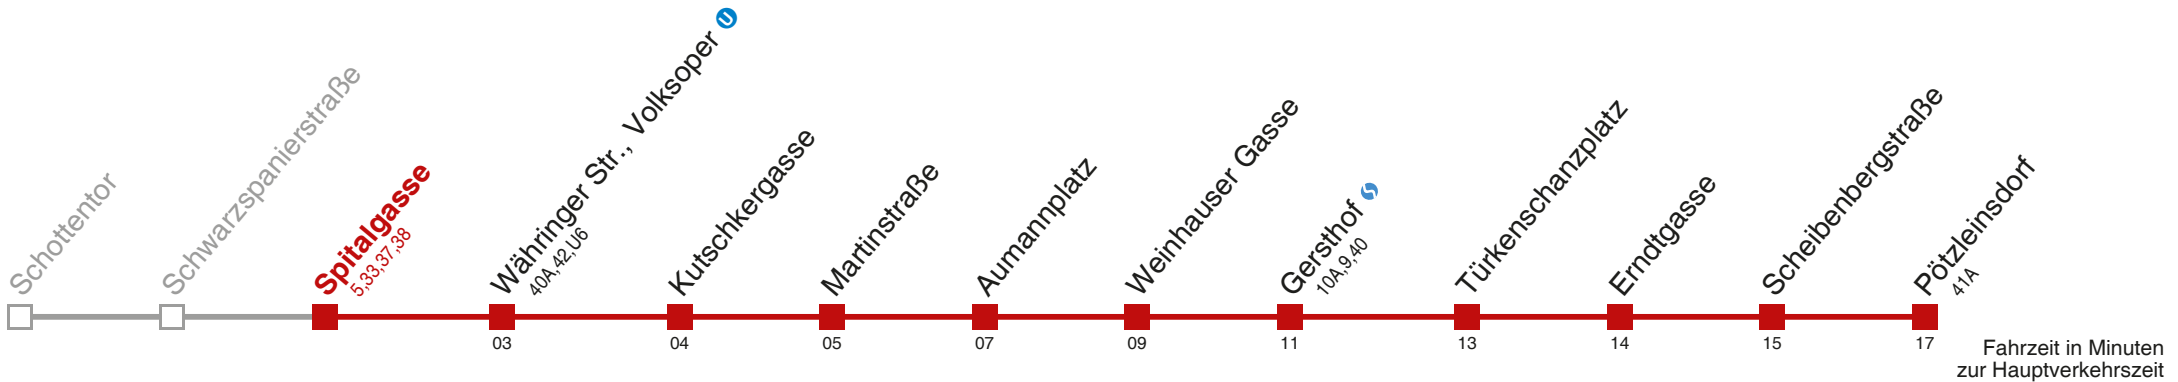 Schottentor
Schwarzspanierstraße
Spitalgasse
5,33,37,38
Währinger Str., Volksoper U
40A,42,U6
Kutschkergasse
Martinstraße
Aumannplatz
Weinhauser Gasse
Gersthof S
10A,9,40
Türkenschanzplatz
Erndtgasse
Scheibenbergstraße
Pötzleinsdorf
41A
03 04 05 07 09 11 13 14 15 17
Fahrzeit in Minuten
zur Hauptverkehrszeit